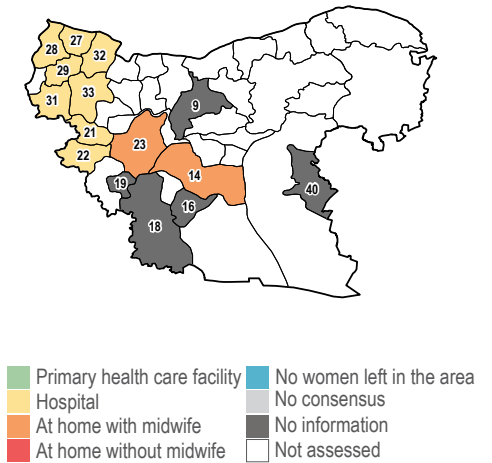 27
28
32
29
33
31
9
21
23
22
14
19
40
16
18
Primary health care facility
Hospital
At home with midwife
At home without midwife
No women left in the area
No consensus
No information
Not assessed